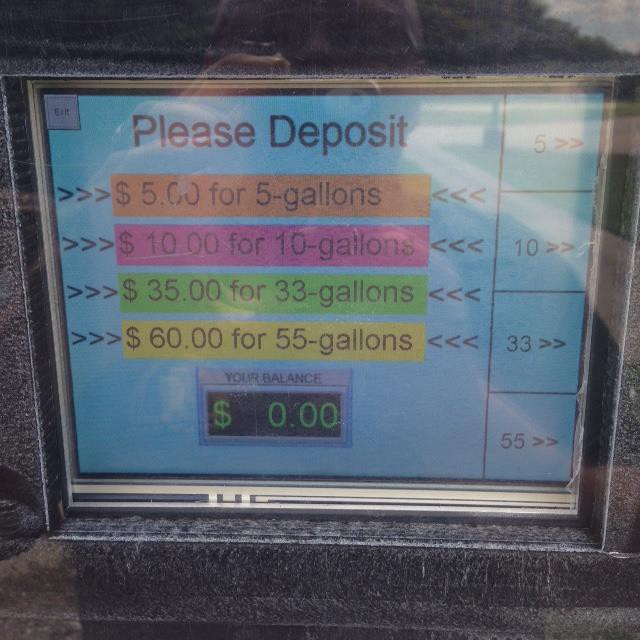 Exit
Please Deposit
5 >>
>>> $ 5.00 for 5-gallons <<<
>>> $ 10.00 for 10-gallons <<<
10 >>
>>> $ 35.00 for 33-gallons <<<
>>> $ 60.00 for 55-gallons <<<
33 >>
YOUR BALANCE
$ 0.00
55 >>